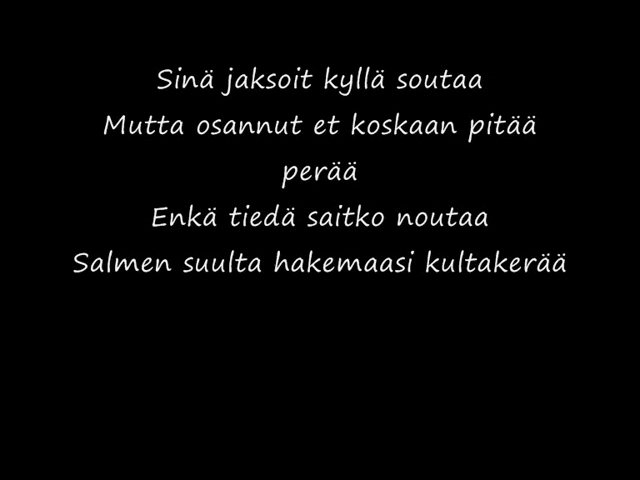 Sinä jaksoit kyllä soutaa
Mutta osannut et koskaan pitää
perää
Enkä tiedä saitko noutaa
Salmen suulta hakemaasi kultakerää